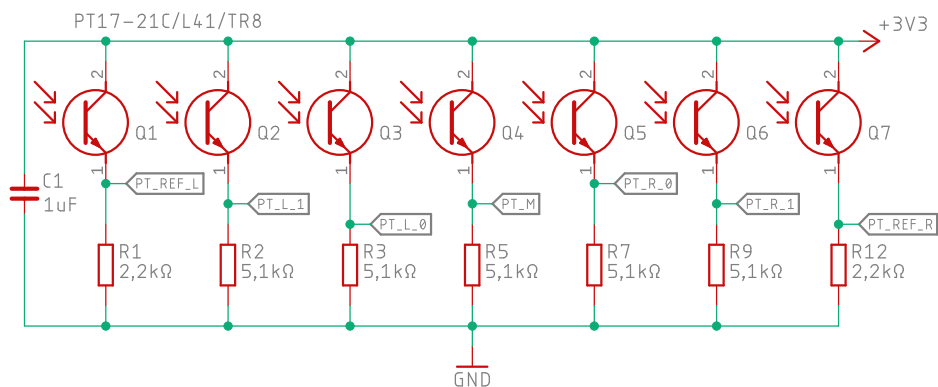 PT17-21C/L41/TR8
+3V3
2 2 2 2 2 2 2
Q1 Q2 Q3 Q4 Q5 Q6 Q7
1 1 1 1 1 1 1
C1
1uF
PT_REF_L
PT_L_1
PT_L_0
PT_M
PT_R_0
PT_R_1
PT_REF_R
R1
2,2kΩ
R2
5,1kΩ
R3
5,1kΩ
R5
5,1kΩ
R7
5,1kΩ
R9
5,1kΩ
R12
2,2kΩ
GND